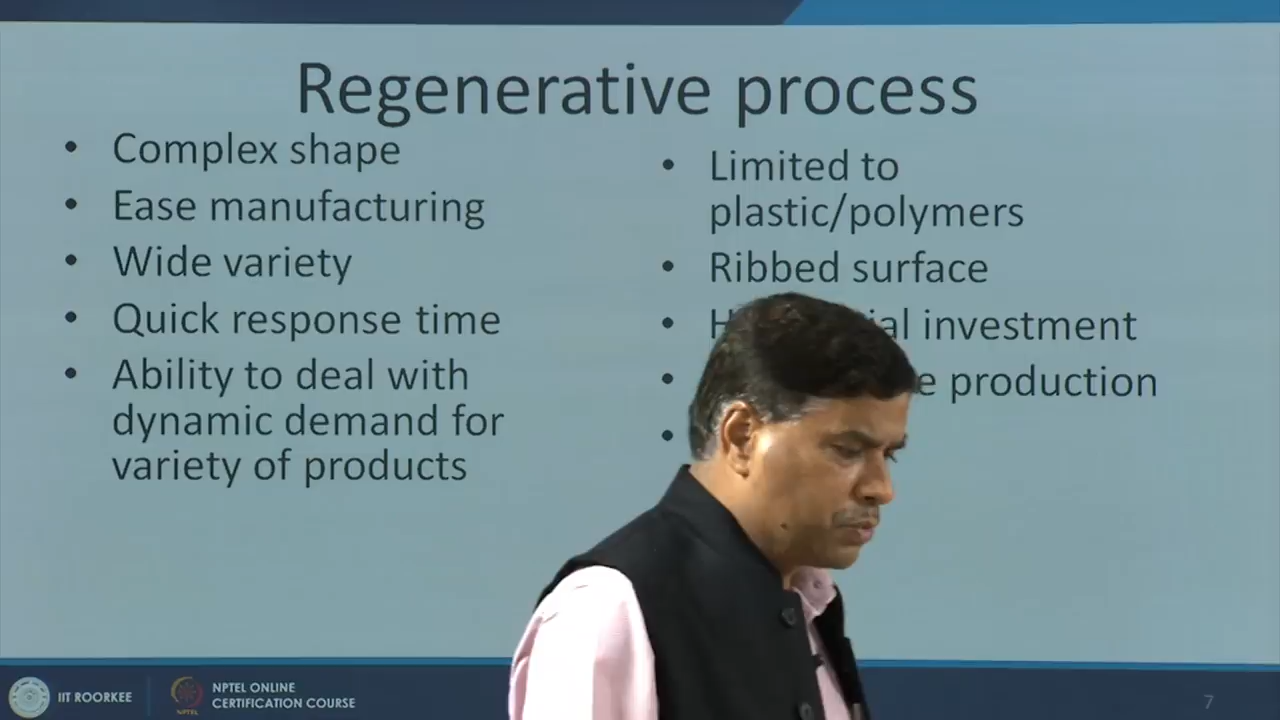 Regenerative process
• Complex shape
• Ease manufacturing
• Wide variety
• Quick response time
• Ability to deal with
dynamic demand for
variety of products
• Limited to
plastic/polymers
• Ribbed surface
• investment
• production
•
IIT ROORKEE
NPTEL ONLINE
CERTIFICATION COURSE
7